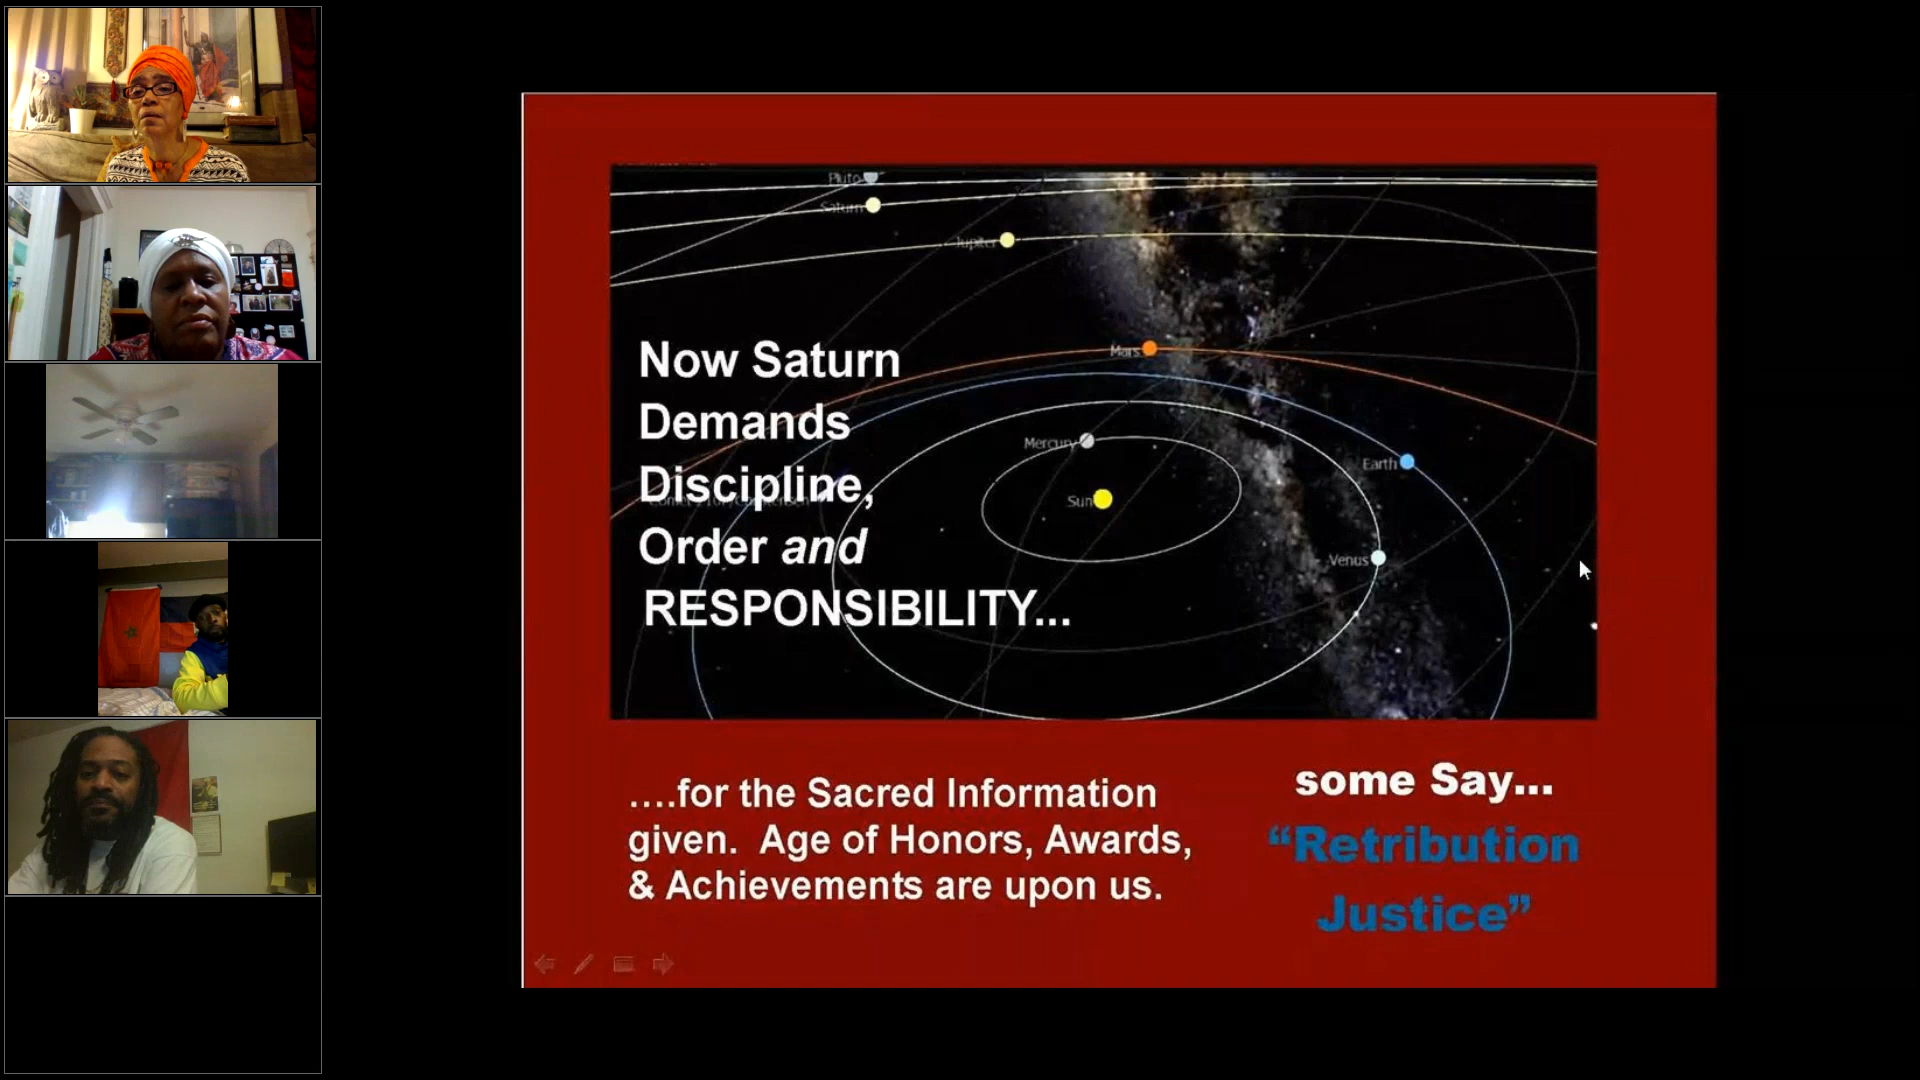 Pluto
Saturn
Jupiter
Now Saturn
Demands
Discipline,
Order and
RESPONSIBILITY...
Mars
Mercury
Earth
Sun
Venus
....for the Sacred Information
given. Age of Honors, Awards,
& Achievements are upon us.
some Say...
“Retribution
Justice”